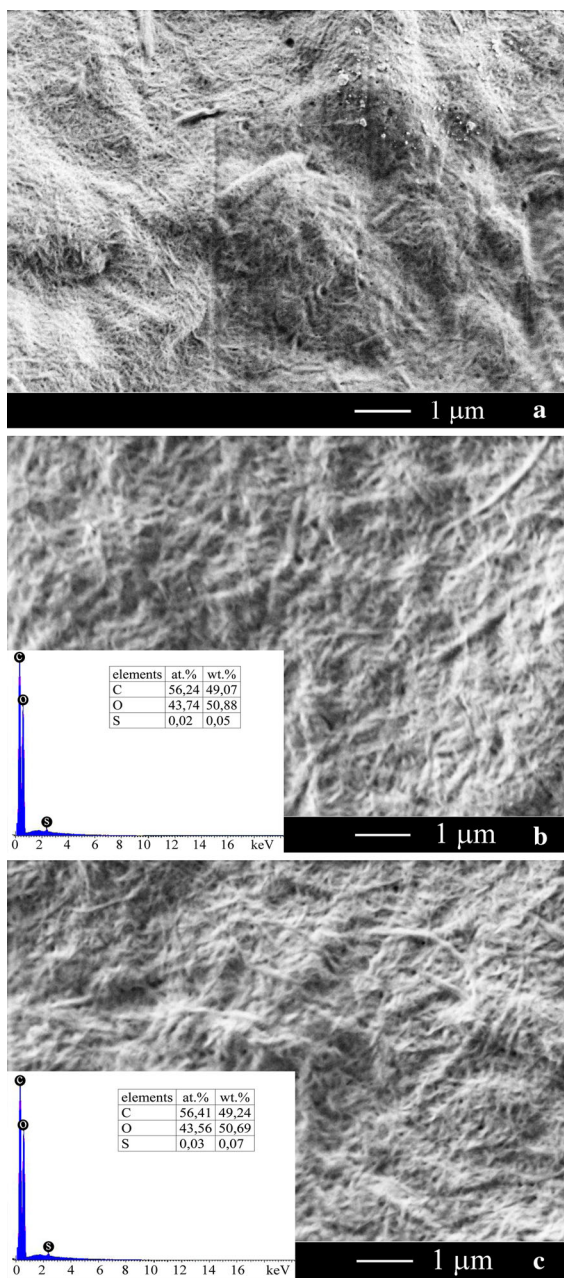 1 μm a
C
O
elements at.% wt.%
C 56,24 49,07
O 43,74 50,88
S 0,02 0,05
S
0 2 4 6 8 10 12 14 16 keV
1 μm b
C
O
elements at.% wt.%
C 56,41 49,24
O 43,56 50,69
S 0,03 0,07
S
0 2 4 6 8 10 12 14 16 keV
1 μm c